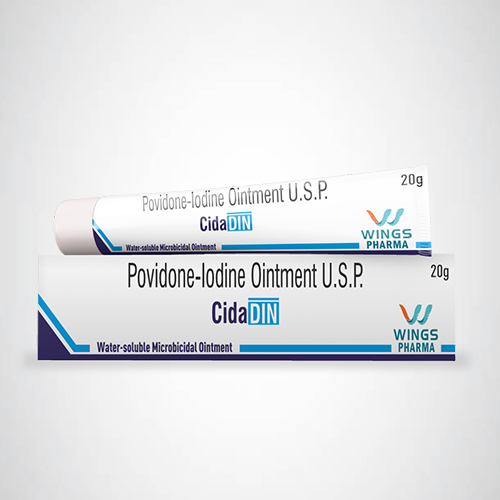 Povidone-Iodine Ointment U.S.P.
20g
CidaDIN
WINGS
PHARMA
Water-soluble Microbicidal Ointment
Povidone-Iodine Ointment U.S.P.
20g
CidaDIN
WINGS
PHARMA
Water-soluble Microbicidal Ointment